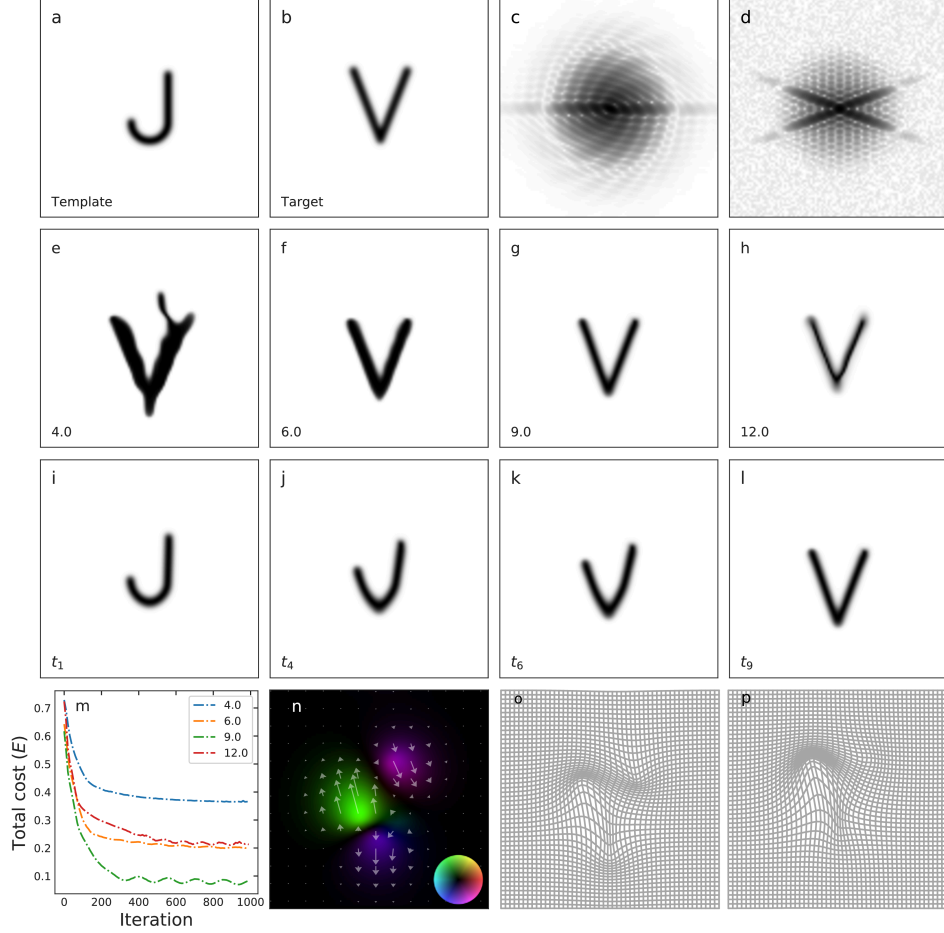 a b c d
J V
Template Target
e f g h
V V V V
4.0 6.0 9.0 12.0
i j k l
J V
t₁ t₄ t₆ t₉
m n o p
4.0
6.0
9.0
12.0
0.7
0.6
0.5
0.4
0.3
0.2
0.1
Total cost (E)
0 200 400 600 800 1000
Iteration